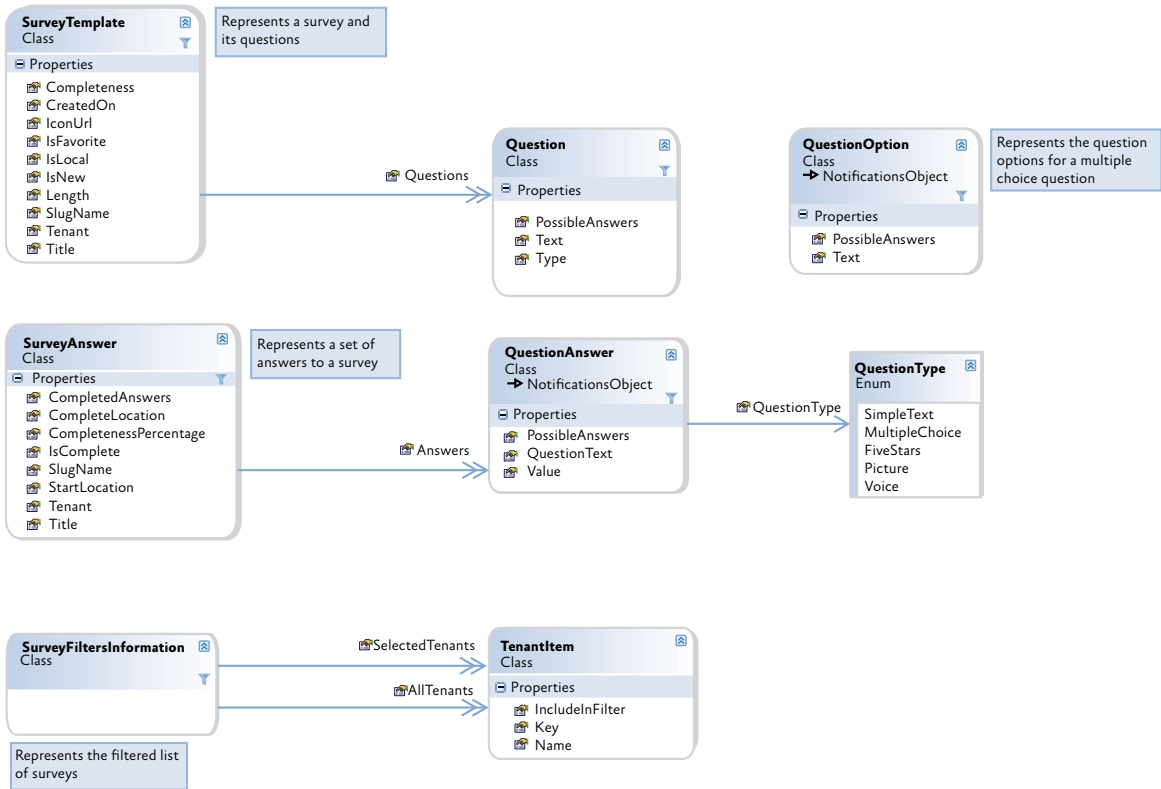 SurveyTemplate
Class
Properties
Completeness
CreatedOn
IconUrl
IsFavorite
IsLocal
IsNew
Length
SlugName
Tenant
Title
Represents a survey and
its questions
Questions
Question
Class
Properties
PossibleAnswers
Text
Type
QuestionOption
Class
NotificationsObject
Properties
PossibleAnswers
Text
Represents the question
options for a multiple
choice question
SurveyAnswer
Class
Properties
CompletedAnswers
CompleteLocation
CompletenessPercentage
IsComplete
SlugName
StartLocation
Tenant
Title
Represents a set of
answers to a survey
Answers
QuestionAnswer
Class
NotificationsObject
Properties
PossibleAnswers
QuestionText
Value
QuestionType
QuestionType
Enum
SimpleText
MultipleChoice
FiveStars
Picture
Voice
SurveyFiltersInformation
Class
Represents the filtered list
of surveys
SelectedTenants
AllTenants
TenantItem
Class
Properties
IncludeInFilter
Key
Name